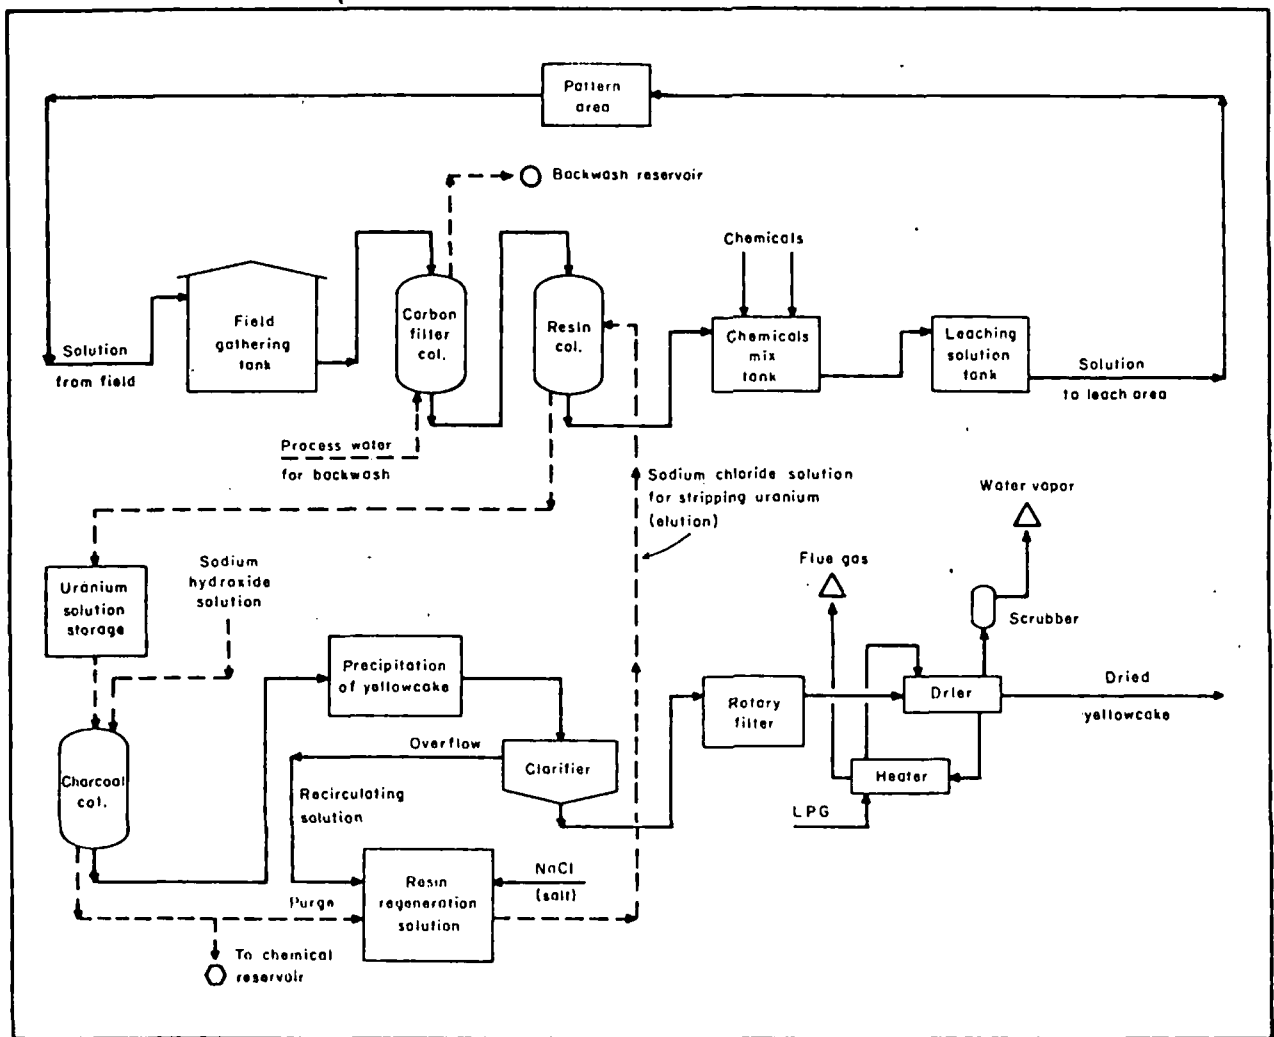 Pattern
area
Backwash reservoir
Chemicals
Field
gathering
tank
Carbon
filter
col.
Resin
col.
Chemicals
mix
tank
Leaching
solution
tank
Solution
from field
Solution
to leach area
Process water
for backwash
Sodium chloride solution
for stripping uranium
(elution)
Water vapor
Flue gas
Scrubber
Uranium
solution
storage
Sodium
hydroxide
solution
Precipitation
of yellowcake
Rotary
filter
Drier
Dried
yellowcake
Overflow
Clarifier
Heater
LPG
Charcoal
col.
Recirculating
solution
Resin
regeneration
solution
NaCl
(salt)
Purge
To chemical
reservoir